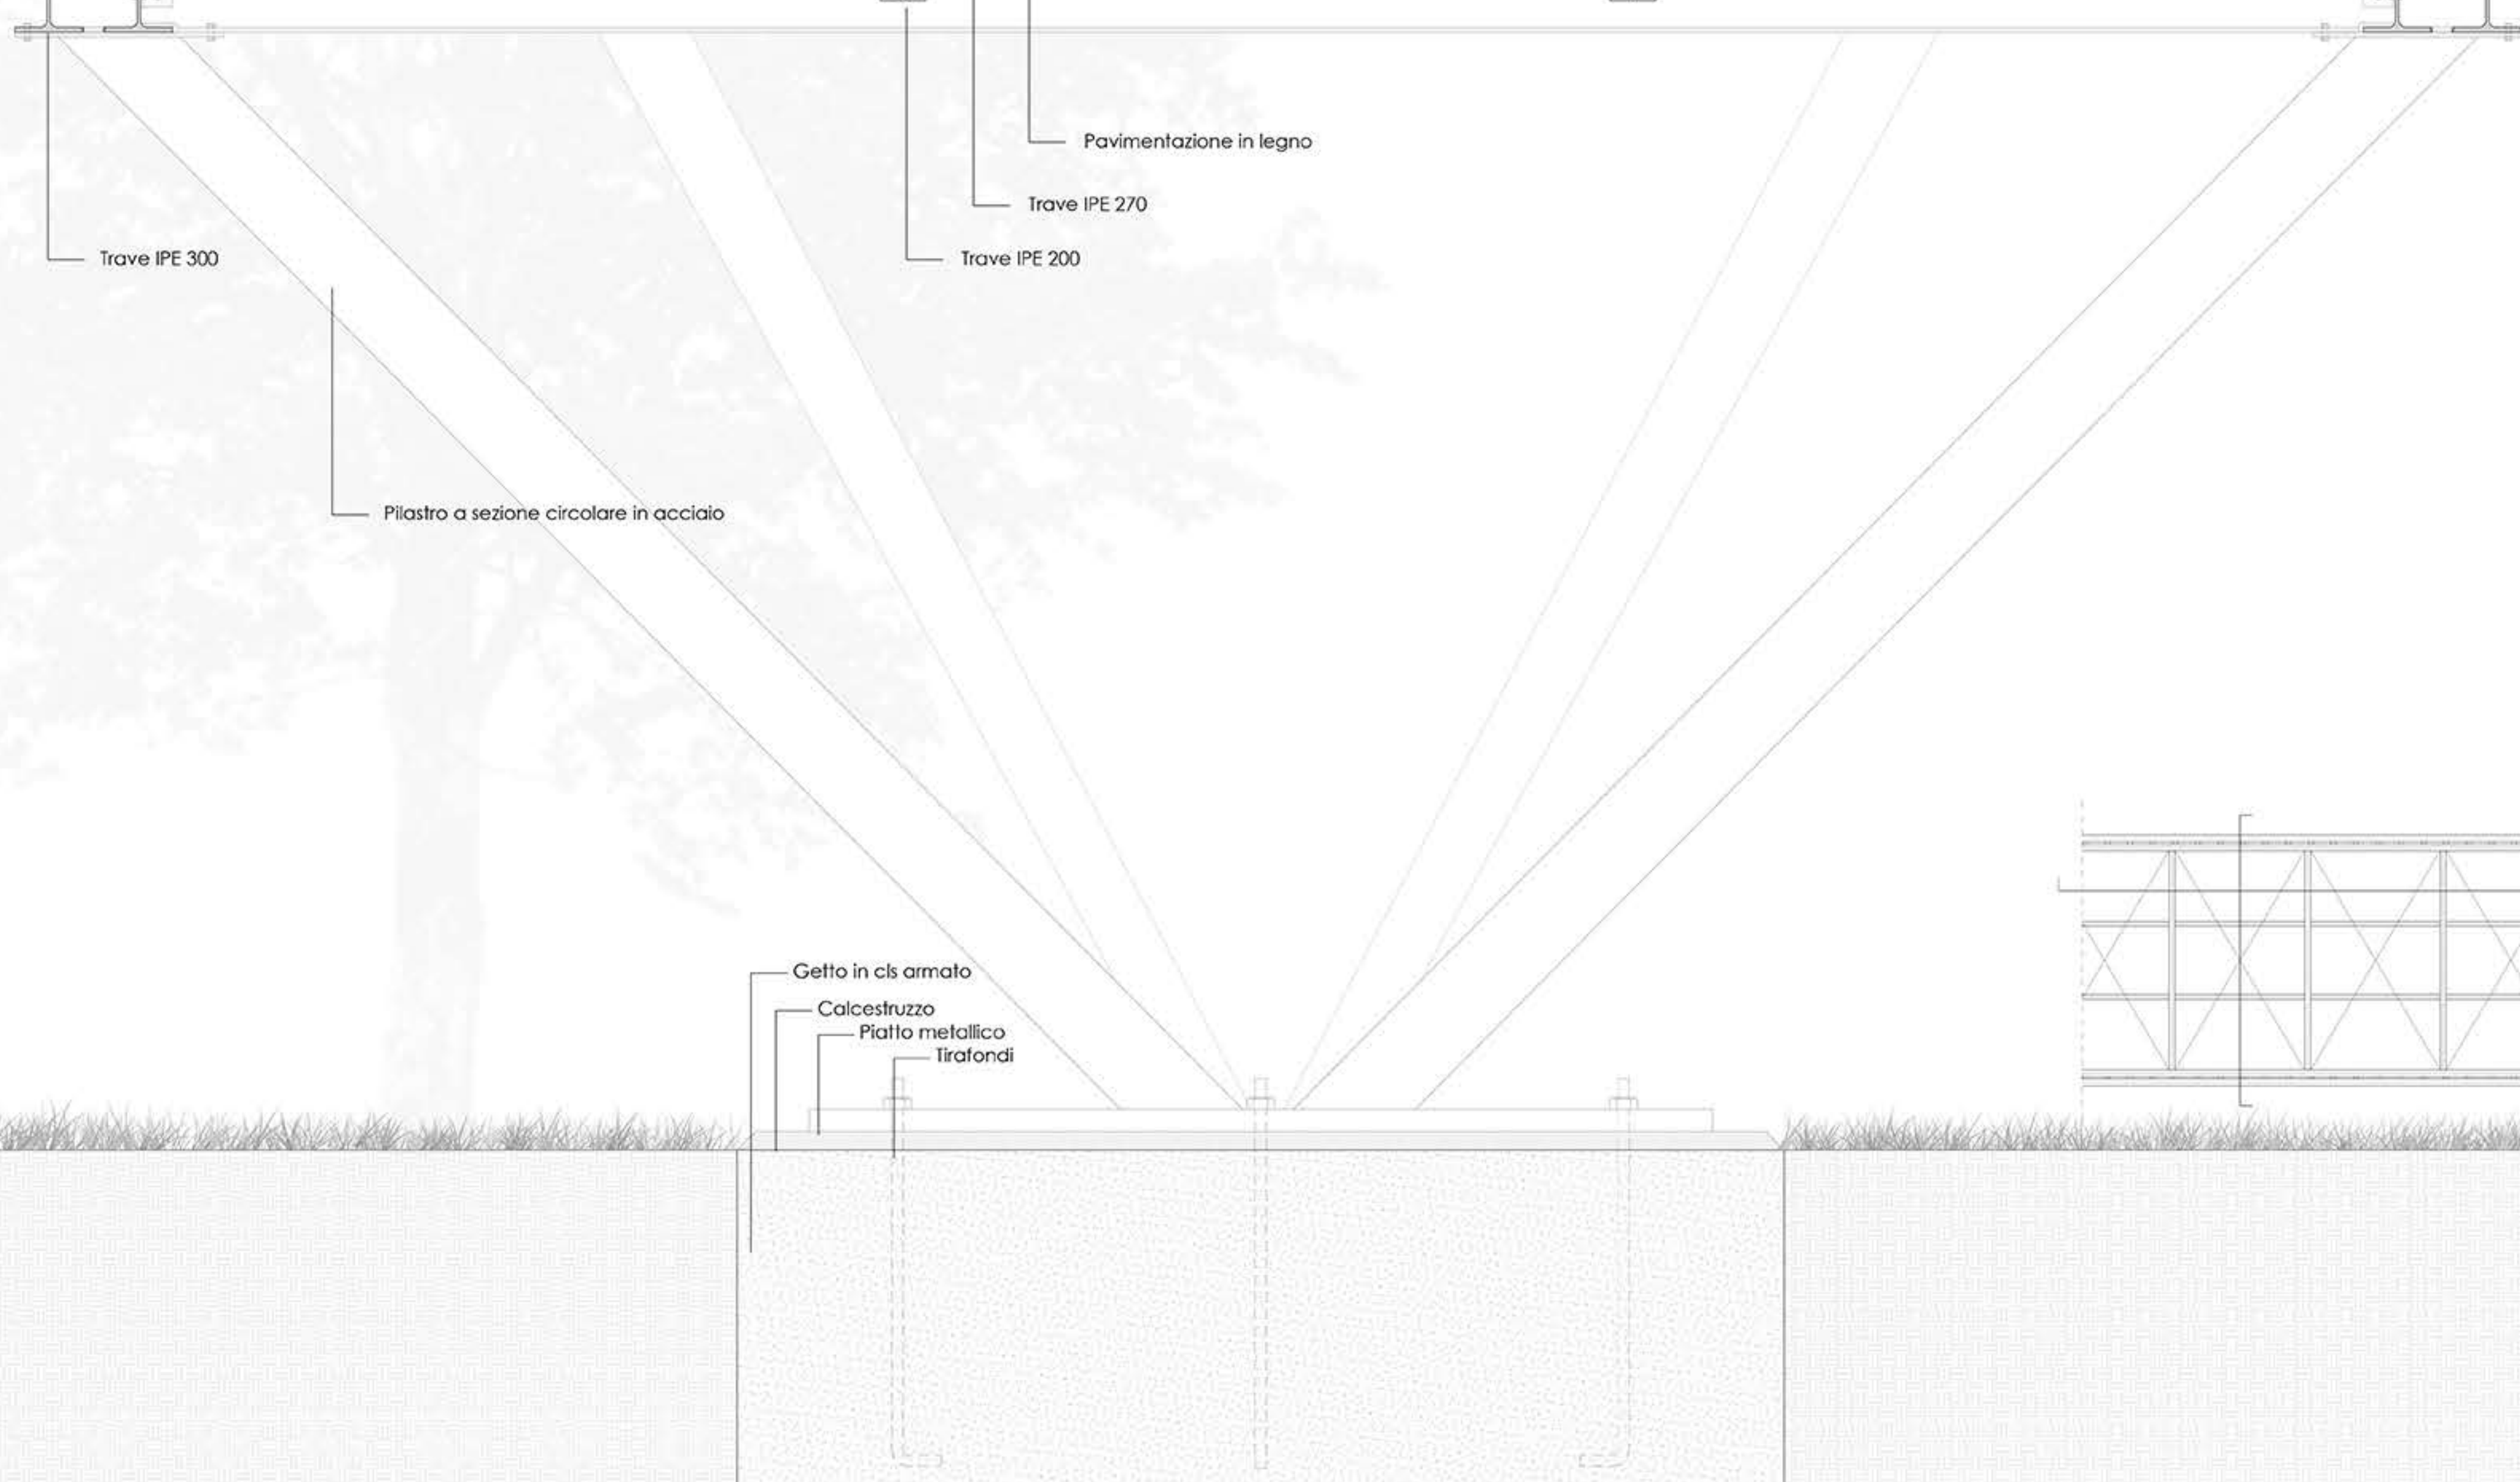 Pavimentazione in legno
Trave IPE 270
Trave IPE 300
Trave IPE 200
Pilastro a sezione circolare in acciaio
Getto in cls armato
Calcestruzzo
Piatto metallico
Tirafondi